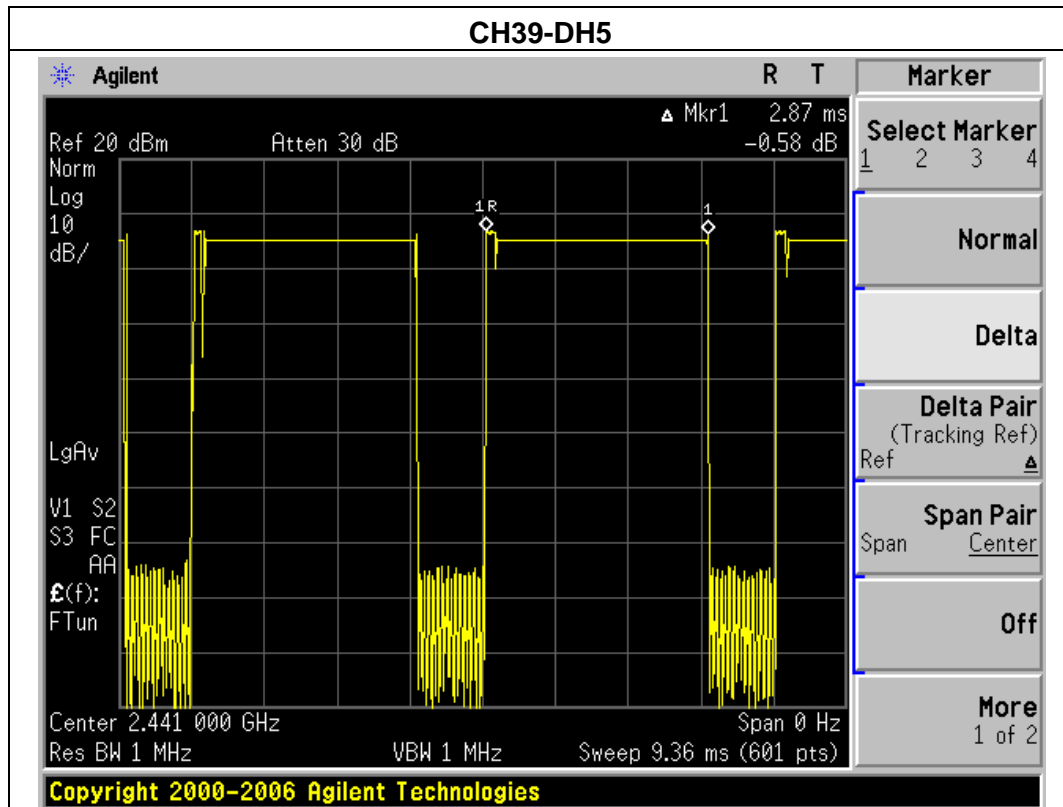 CH39-DH5
Agilent R T
Δ Mkr1 2.87 ms
Ref 20 dBm Atten 30 dB -0.58 dB
Norm
Log
10
dB/
1R
1
LgAv
V1 S2
S3 FC
AA
£(f):
FTun
Center 2.441 000 GHz Span 0 Hz
Res BW 1 MHz VBW 1 MHz Sweep 9.36 ms (601 pts)
Copyright 2000-2006 Agilent Technologies
Marker
Select Marker
1 2 3 4
Normal
Delta
Delta Pair
(Tracking Ref)
Ref Δ
Span Pair
Span Center
Off
More
1 of 2